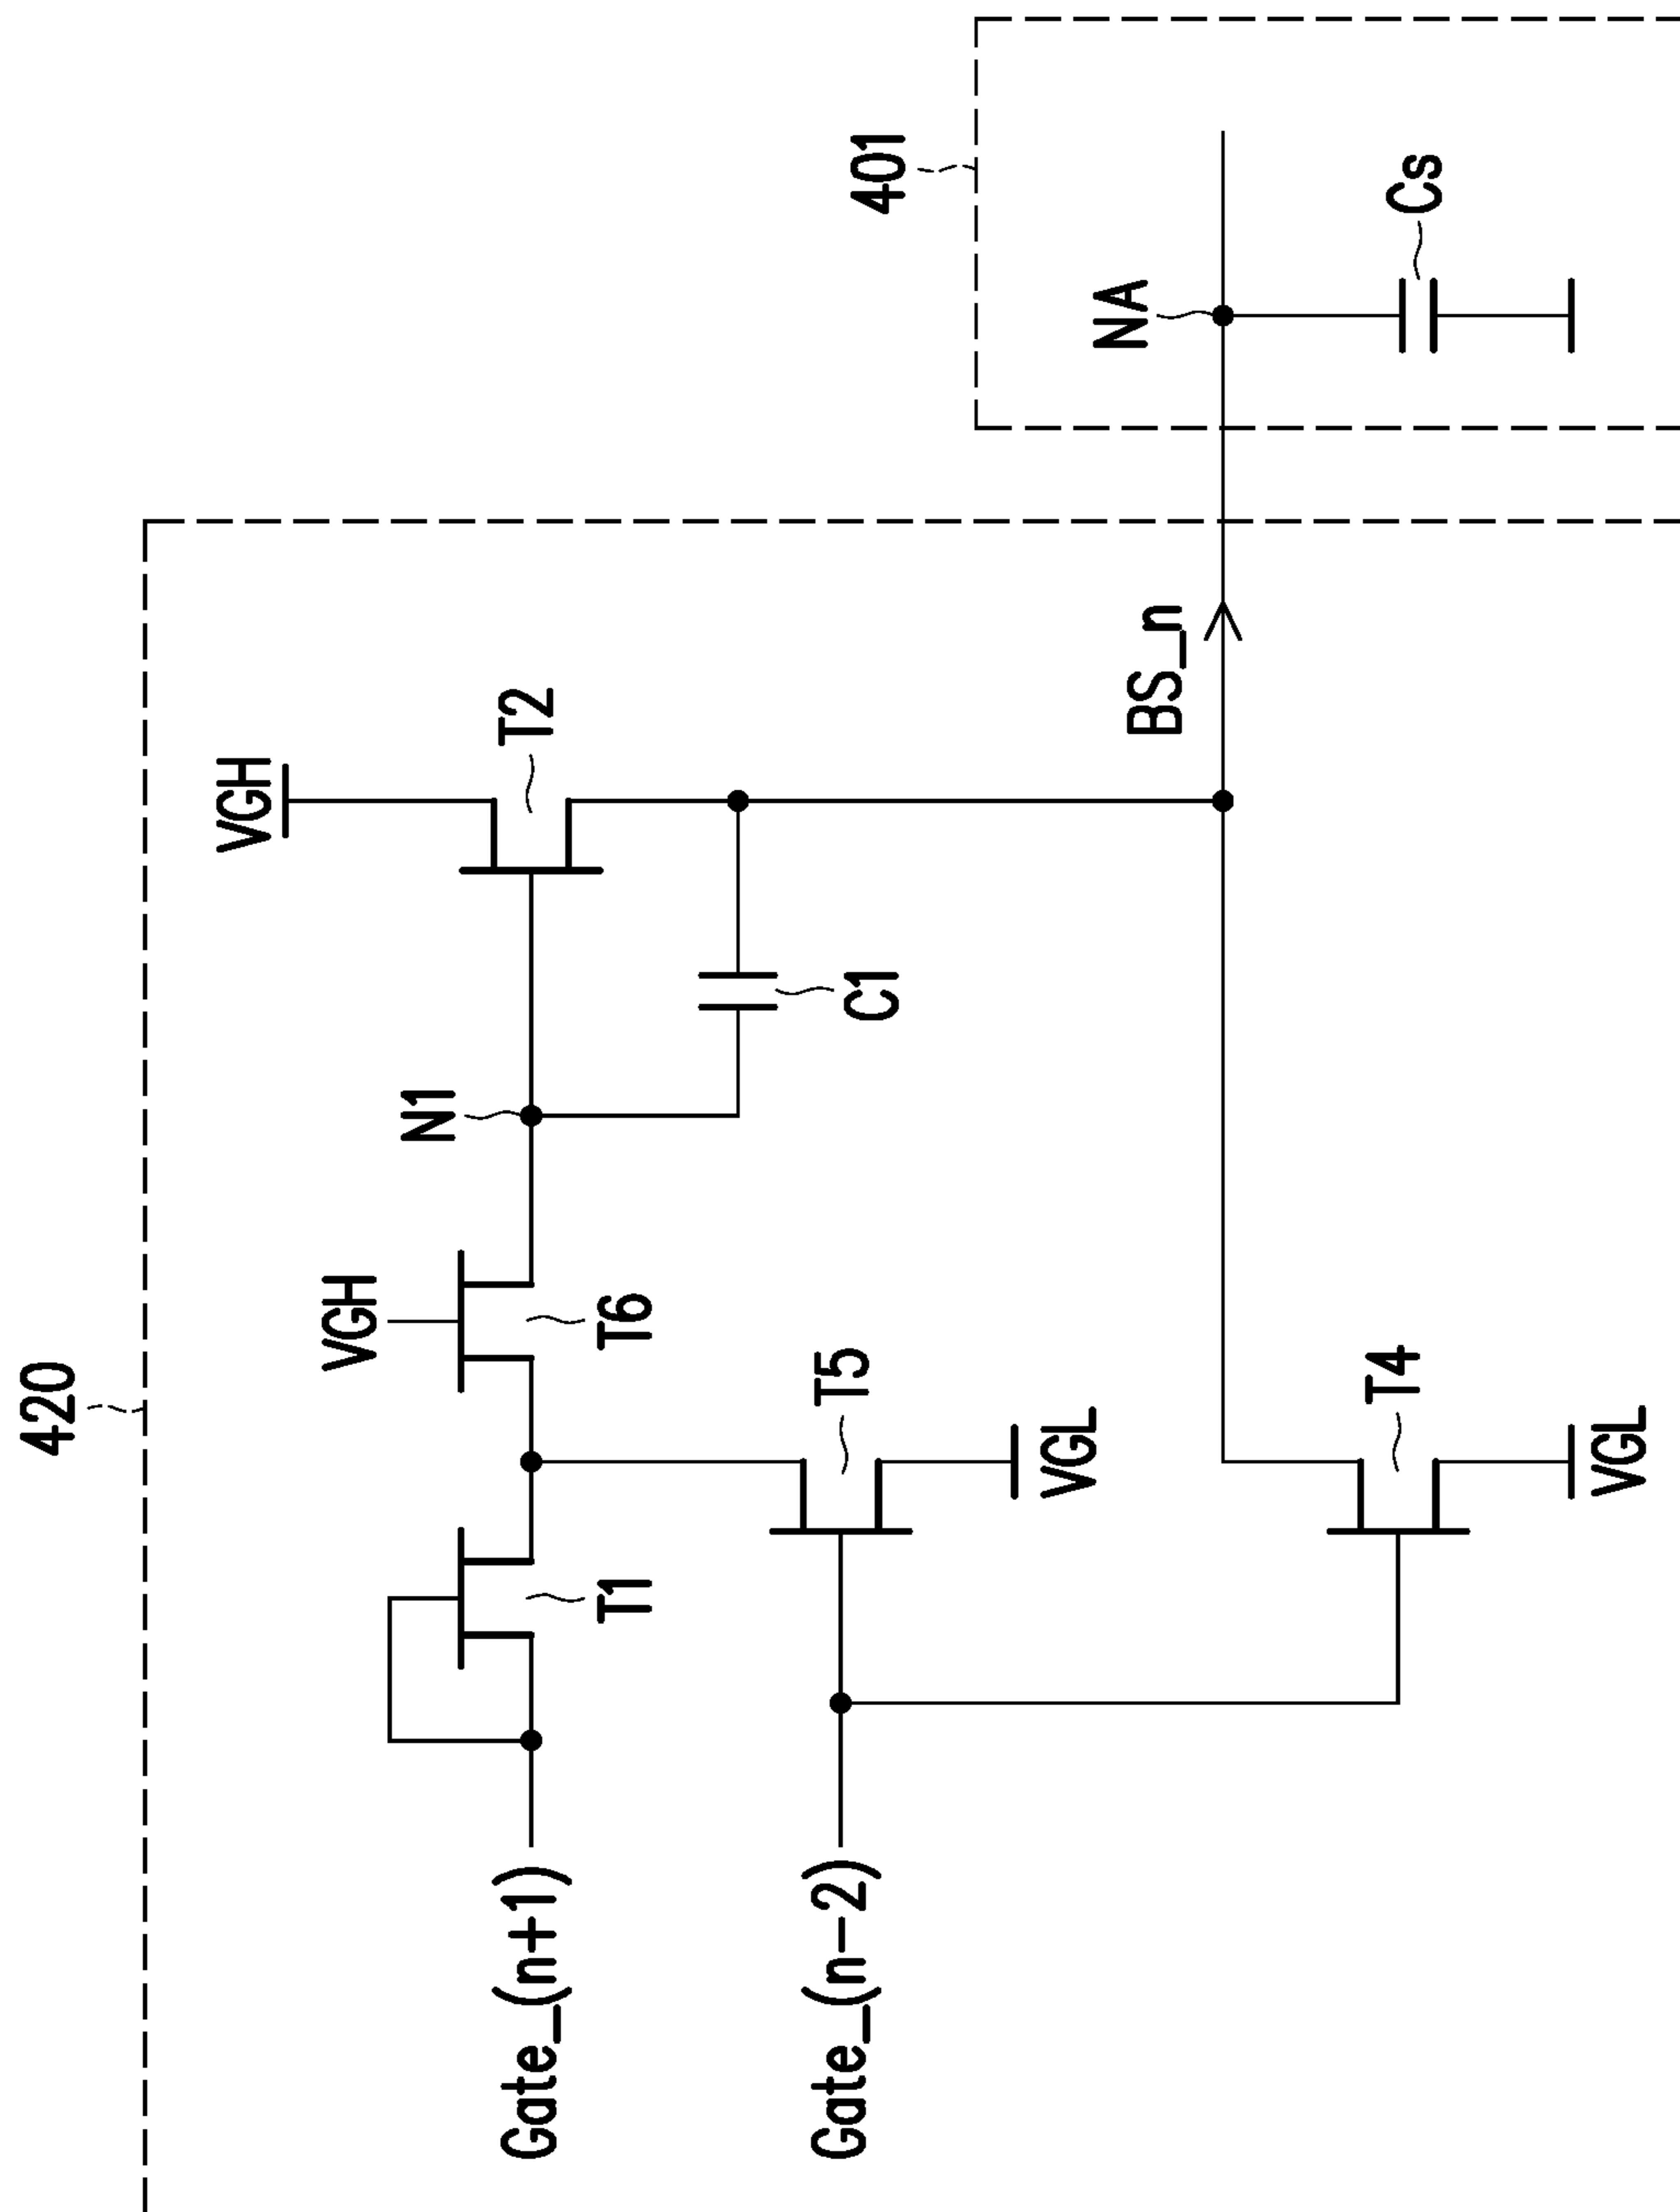 420
401
VGH
T2
VGH
N1
T6
T1
C1
T5
VGL
Gate_(n+1)
Gate_(n-2)
BS_n
NA
Cs
T4
VGL